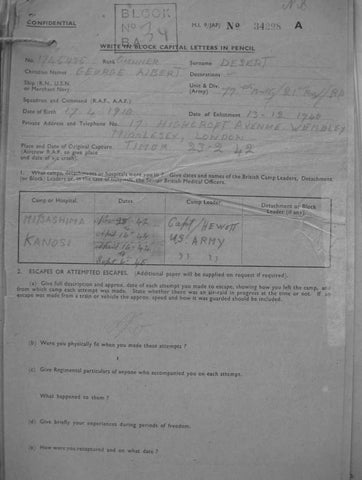 CONFIDENTIAL
BLOCK
No 1
BA 34
M.I. 9/JAP/ No 34298 A
WRITE IN BLOCK CAPITAL LETTERS IN PENCIL
No. Rank GUNNER Surname DESERT
Christian Names GEORGE ALBERT Decorations -
Ship (R.N., U.S.N. or Merchant Navy) Unit & Div. (Army) 77
Squadron and Command (R.A.F., A.A.F.)
Date of Birth 17-4-1910 Date of Enlistment 13-12-1940
Private Address and Telephone No. 17. HIGHCROFT AVENUE. WEMBLEY
MIDDLESEX, LONDON
Place and Date of Original Capture TIMOR 23-2-42
(Aircrew R.A.F. to give place
and date of a/c crash).
1. What camps, detachments or hospitals were you in? Give dates and names of the British Camp Leaders, Detachment
(or Block) Leaders or, in the case of hospitals, the Senior British Medical Officers.
Camp or Hospital. Dates Camp Leader. Detachment or Block Leader (if any).
MITSASHIMA Capt/HEWETT
KANOSI US. ARMY
2. ESCAPES OR ATTEMPTED ESCAPES. (Additional paper will be supplied on request if required).
(a) Give full description and approx. date of each attempt you made to escape, showing how you left the camp, and
from which camp each attempt was made. State whether there was an air-raid in progress at the time or not. If an
escape was made from a train or vehicle the approx. speed and how it was guarded should be included.
(b) Were you physically fit when you made these attempts?
(c) Give Regimental particulars of anyone who accompanied you on each attempt.
What happened to them?
(d) Give briefly your experiences during periods of freedom.
(e) How were you recaptured and on what date?